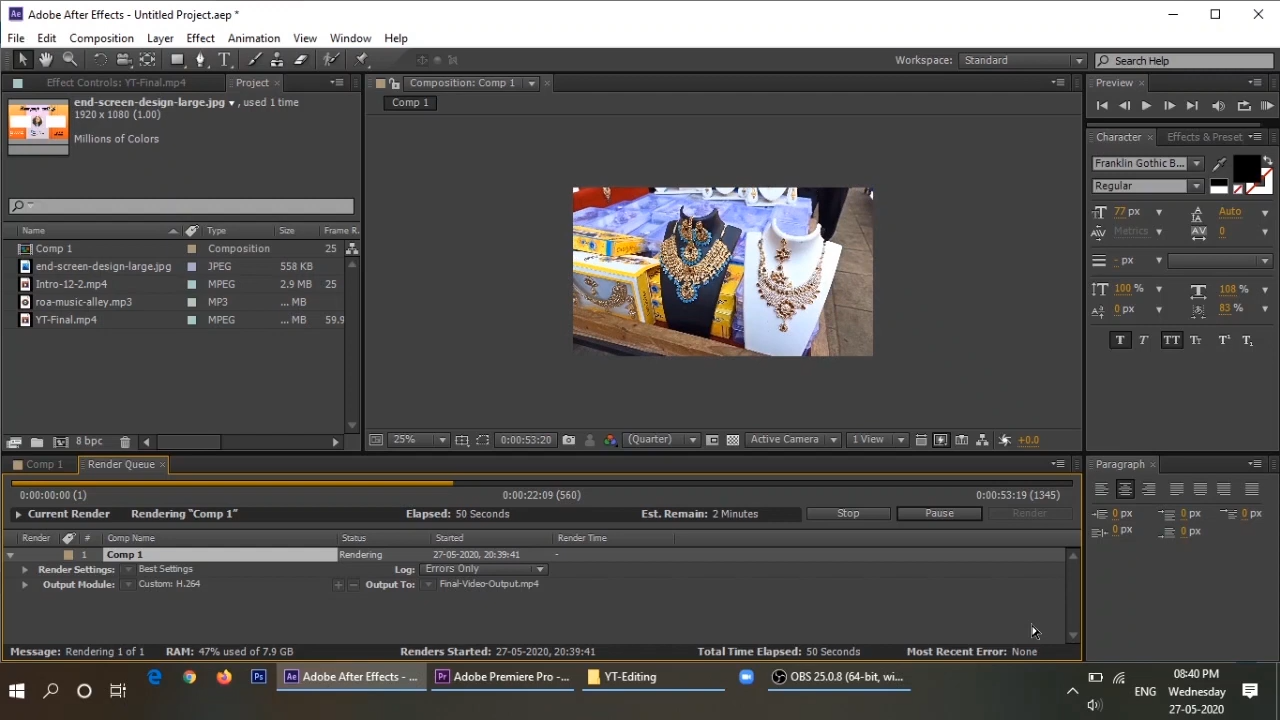 Adobe After Effects - Untitled Project.aep *
File Edit Composition Layer Effect Animation View Window Help
Workspace: Standard Search Help
Effect Controls: YT-Final.mp4 Project
end-screen-design-large.jpg , used 1 time
1920 x 1080 (1.00)
Millions of Colors
Name Type Size Frame R
Comp 1 Composition 25
end-screen-design-large.jpg JPEG 558 KB
Intro-12-2.mp4 MPEG 2.9 MB 25
roa-music-alley.mp3 MP3 ... MB
YT-Final.mp4 MPEG ... MB 59.9
8 bpc
Composition: Comp 1
Comp 1
25% 0:00:53:20 (Quarter) Active Camera 1 View +0.0
Preview
Character Effects & Preset
Franklin Gothic B...
Regular
77 px Auto
Metrics 0
- px
100 % 108 %
0 px 83 %
T T TT Tr T¹ T₁
Paragraph
0 px 0 px 0 px
0 px 0 px
Comp 1 Render Queue
0:00:00:00 (1) 0:00:22:09 (560) 0:00:53:19 (1345)
Current Render Rendering “Comp 1” Elapsed: 50 Seconds Est. Remain: 2 Minutes Stop Pause Render
Render # Comp Name Status Started Render Time
1 Comp 1 Rendering 27-05-2020, 20:39:41 -
Render Settings: Best Settings Log: Errors Only
Output Module: Custom: H.264 Output To: Final-Video-Output.mp4
Message: Rendering 1 of 1 RAM: 47% used of 7.9 GB Renders Started: 27-05-2020, 20:39:41 Total Time Elapsed: 50 Seconds Most Recent Error: None
Adobe After Effects - ... Adobe Premiere Pro -... YT-Editing OBS 25.0.8 (64-bit, wi...
ENG
08:40 PM
Wednesday
27-05-2020